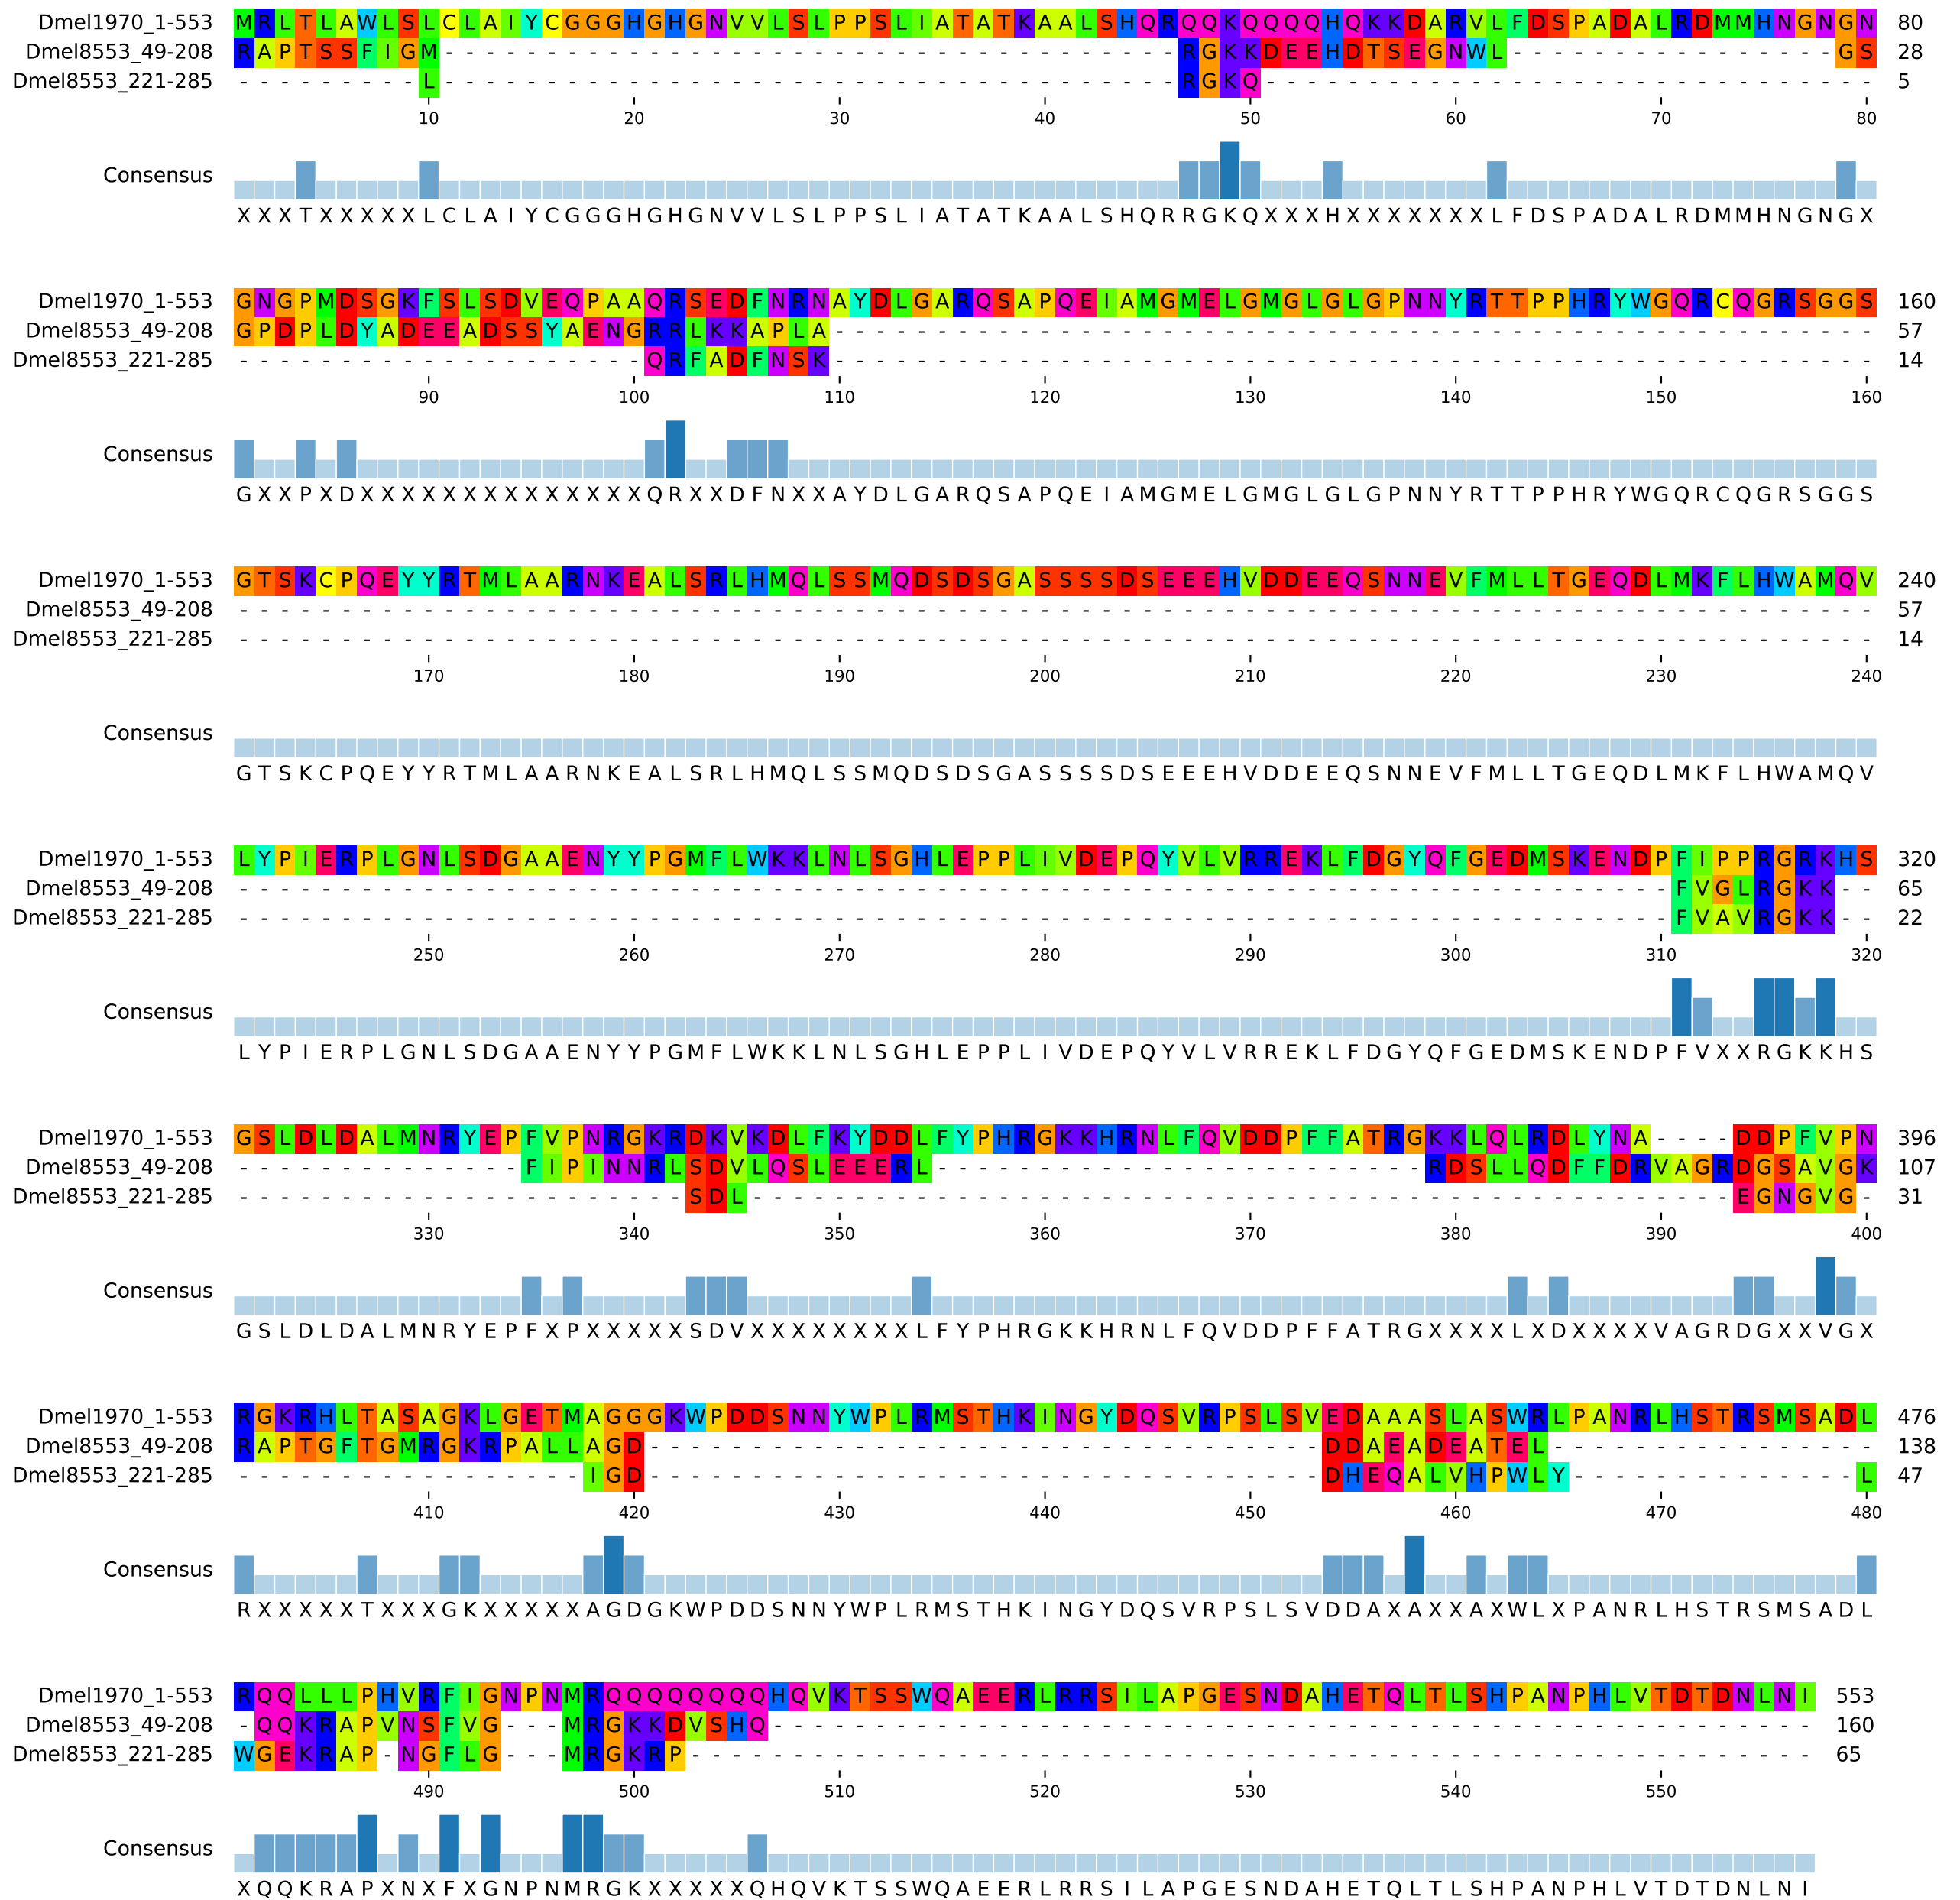 Dmel1970_1-553 MRLTLAWLSLCLAIYCGGGHGHGNVVLSLPPSLIATATKAALSHQRQQKQQQQHQKKDARVLFDSPADALRDMMHNGNGN 80
Dmel8553_49-208 RAPTSSFIGM------------------------------------RGKKDEEHDTSEGNWL----------------GS 28
Dmel8553_221-285 ---------L------------------------------------RGKQ------------------------------ 5
10 20 30 40 50 60 70 80
Consensus
XXXTXXXXXLCLAIYCGGGHGHGNVVLSLPPSLIATATKAALSHQRRGKQXXXHXXXXXXXLFDSPADALRDMMHNGNGX
Dmel1970_1-553 GNGPMDSGKFSLSDVEQPAAQRSEDFNRNAYDLGARQSAPQEIAMGMELGMGLGLGPNNYRTTPPHRYWGQRCQGRSGGS 160
Dmel8553_49-208 GPDPLDYADEEADSSYAENGRRLKKAPLA--------------------------------------------------- 57
Dmel8553_221-285 --------------------QRFADFNSK--------------------------------------------------- 14
90 100 110 120 130 140 150 160
Consensus
GXXPXDXXXXXXXXXXXXXXQRXXDFNXXAYDLGARQSAPQEIAMGMELGMGLGLGPNNYRTTPPHRYWGQRCQGRSGGS
Dmel1970_1-553 GTSKCPQEYYRTMLAARNKEALSRLHMQLSSMQDSDSGASSSSDSEEEHVDDEEQSNNEVFMLLTGEQDLMKFLHWAMQV 240
Dmel8553_49-208 -------------------------------------------------------------------------------- 57
Dmel8553_221-285 -------------------------------------------------------------------------------- 14
170 180 190 200 210 220 230 240
Consensus
GTSKCPQEYYRTMLAARNKEALSRLHMQLSSMQDSDSGASSSSDSEEEHVDDEEQSNNEVFMLLTGEQDLMKFLHWAMQV
Dmel1970_1-553 LYPIERPLGNLSDGAAENYYPGMFLWKKLNLSGHLEPPLIVDEPQYVLVRREKLFDGYQFGEDMSKENDPFIPPRGRKHS 320
Dmel8553_49-208 ----------------------------------------------------------------------FVGLRGKK-- 65
Dmel8553_221-285 ----------------------------------------------------------------------FVAVRGKK-- 22
250 260 270 280 290 300 310 320
Consensus
LYPIERPLGNLSDGAAENYYPGMFLWKKLNLSGHLEPPLIVDEPQYVLVRREKLFDGYQFGEDMSKENDPFVXXRGKKHS
Dmel1970_1-553 GSLDLDALMNRYEPFVPNRGKRDKVKDLFKYDDLFYPHRGKKHRNLFQVDDPFFATRGKKLQLRDLYNA----DDPFVPN 396
Dmel8553_49-208 --------------FIPINNRLSDVLQSLEEERL------------------------RDSLLQDFFDRVAGRDGSAVGK 107
Dmel8553_221-285 ----------------------SDL------------------------------------------------EGNGVG- 31
330 340 350 360 370 380 390 400
Consensus
GSLDLDALMNRYEPFXPXXXXXSDVXXXXXXXXLFYPHRGKKHRNLFQVDDPFFATRGXXXXLXDXXXXVAGRDGXXVGX
Dmel1970_1-553 RGKRHLTASAGKLGETMAGGGKWPDDSNNYWPLRMSTHKINGYDQSVRPSLSVEDAAASLASWRLPANRLHSTRSMSADL 476
Dmel8553_49-208 RAPTGFTGMRGKRPALLAGD---------------------------------DDAEADEATEL---------------- 138
Dmel8553_221-285 -----------------IGD---------------------------------DHEQALVHPWLY--------------L 47
410 420 430 440 450 460 470 480
Consensus
RXXXXXTXXXGKXXXXXAGDGKWPDDSNNYWPLRMSTHKINGYDQSVRPSLSVDDAXAXXAXWLXPANRLHSTRSMSADL
Dmel1970_1-553 RQQLLLPHVRFIGNPNMRQQQQQQQQHQVKTSSWQAEERLRRSILAPGESNDAHETQLTLSHPANPHLVTDTDNLNI 553
Dmel8553_49-208 -QQKRAPVNSFVG---MRGKKDVSHQ--------------------------------------------------- 160
Dmel8553_221-285 WGEKRAP-NGFLG---MRGKRP------------------------------------------------------- 65
490 500 510 520 530 540 550
Consensus
XQQKRAPXNXFXGNPNMRGKXXXXXQHQVKTSSWQAEERLRRSILAPGESNDAHETQLTLSHPANPHLVTDTDNLNI